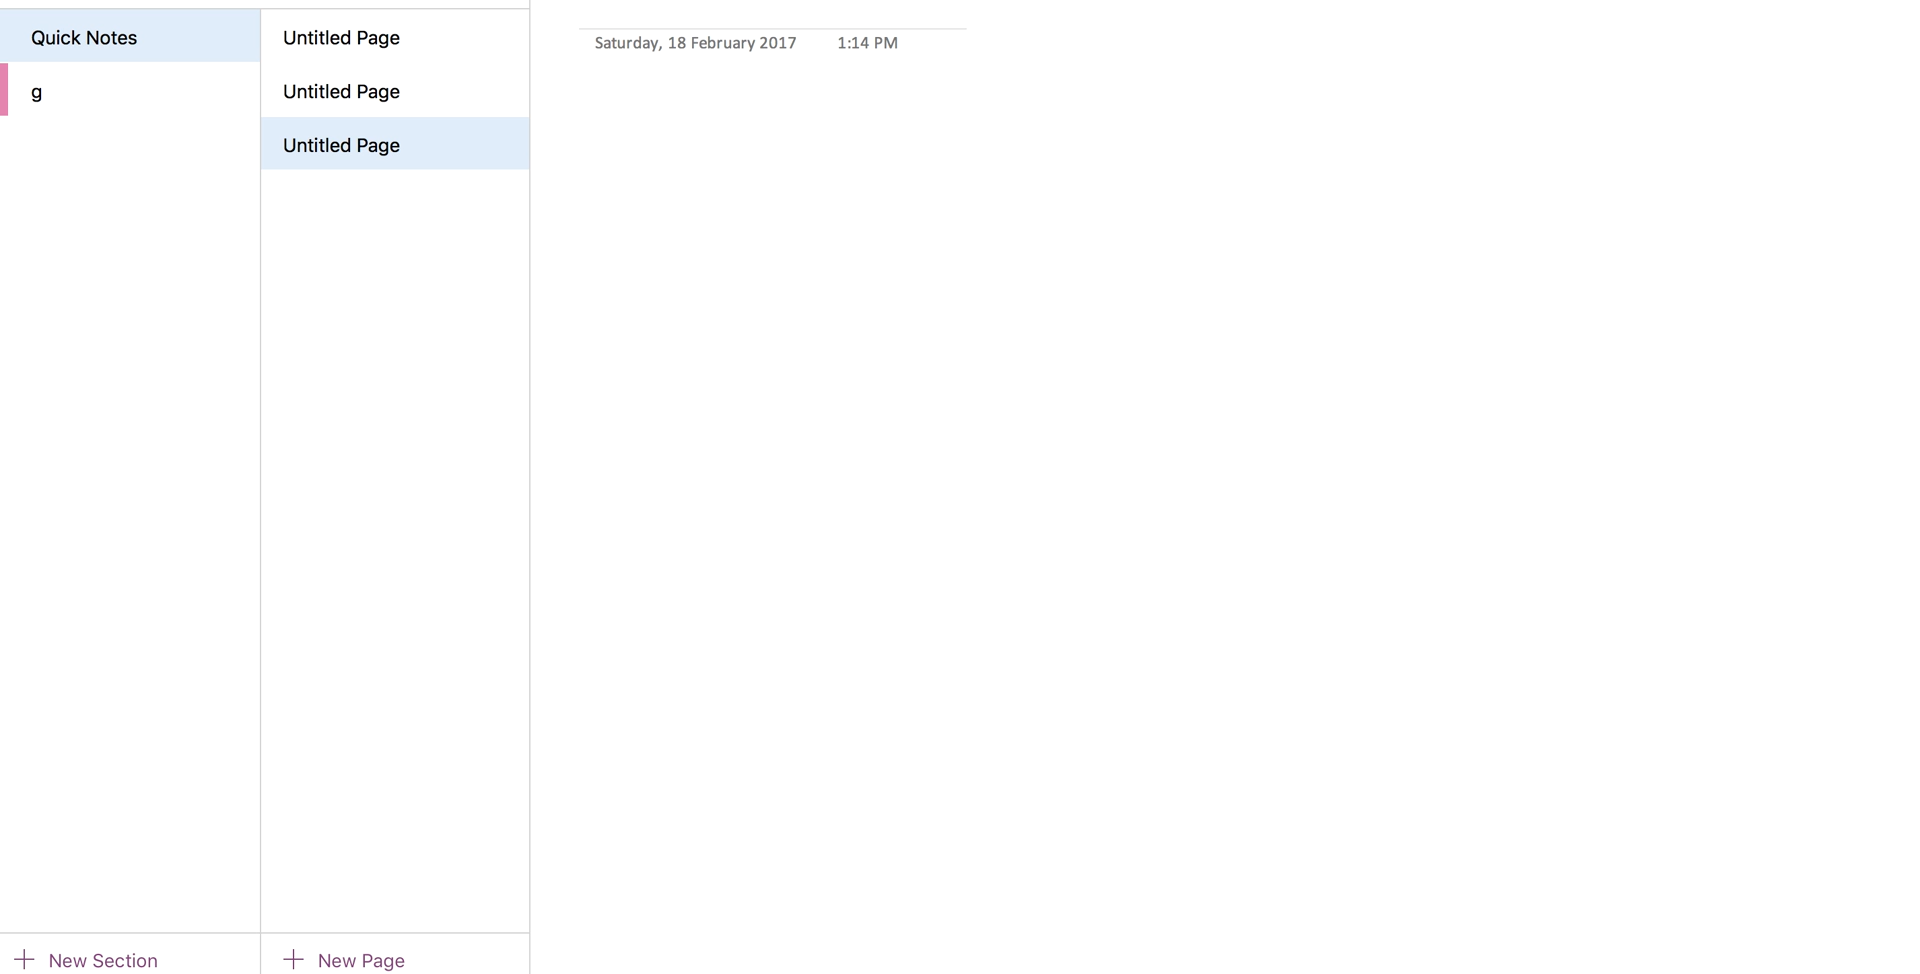 Quick Notes
g
New Section
Untitled Page
Untitled Page
Untitled Page
New Page
Saturday, 18 February 2017 1:14 PM